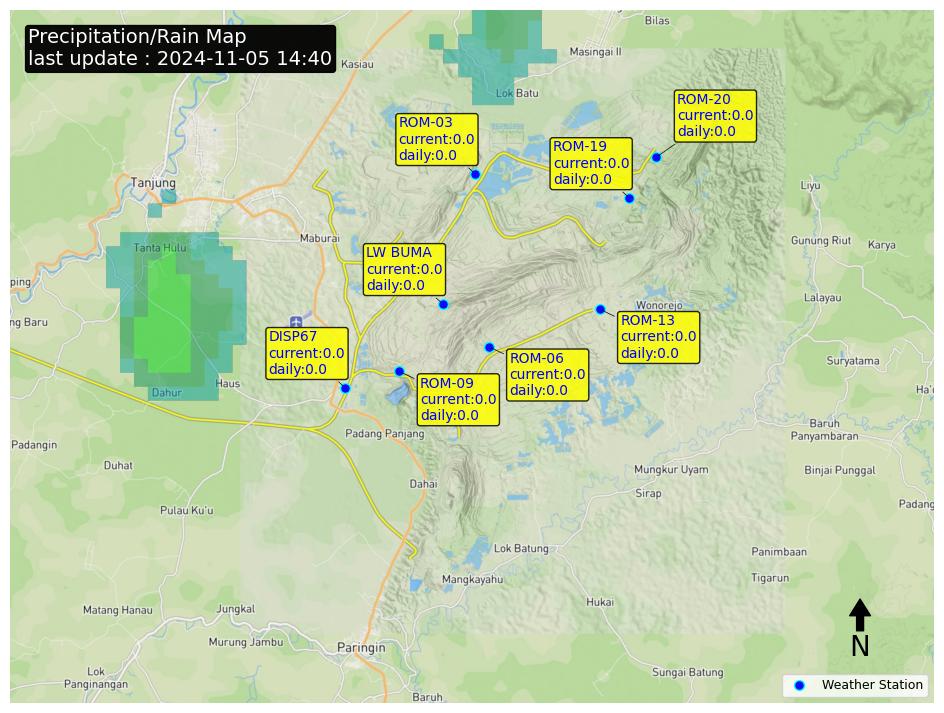 Precipitation/Rain Map
last update : 2024-11-05 14:40
Bilas
Masingai II
Kasiau
Lok Batu
ROM-20
current:0.0
daily:0.0
ROM-03
current:0.0
daily:0.0
ROM-19
current:0.0
daily:0.0
Tanjung
Liyu
Maburai
Tanta Hulu
Gunung Riut
Karya
LW BUMA
current:0.0
daily:0.0
ping
Lalayau
Wonorejo
ng Baru
ROM-13
current:0.0
daily:0.0
DISP67
current:0.0
daily:0.0
ROM-06
current:0.0
daily:0.0
Suryatama
Haus
Dahur
ROM-09
current:0.0
daily:0.0
Ha'o
Baruh
Panyambaran
Padang Panjang
Padangin
Duhat
Mungkur Uyam
Binjai Punggal
Dahai
Sirap
Padang
Pulau Ku'u
Lok Batung
Panimbaan
Mangkayahu
Tigarun
Matang Hanau
Jungkal
Hukai
Murung Jambu
Paringin
N
Lok
Panginangan
Sungai Batung
Weather Station
Baruh